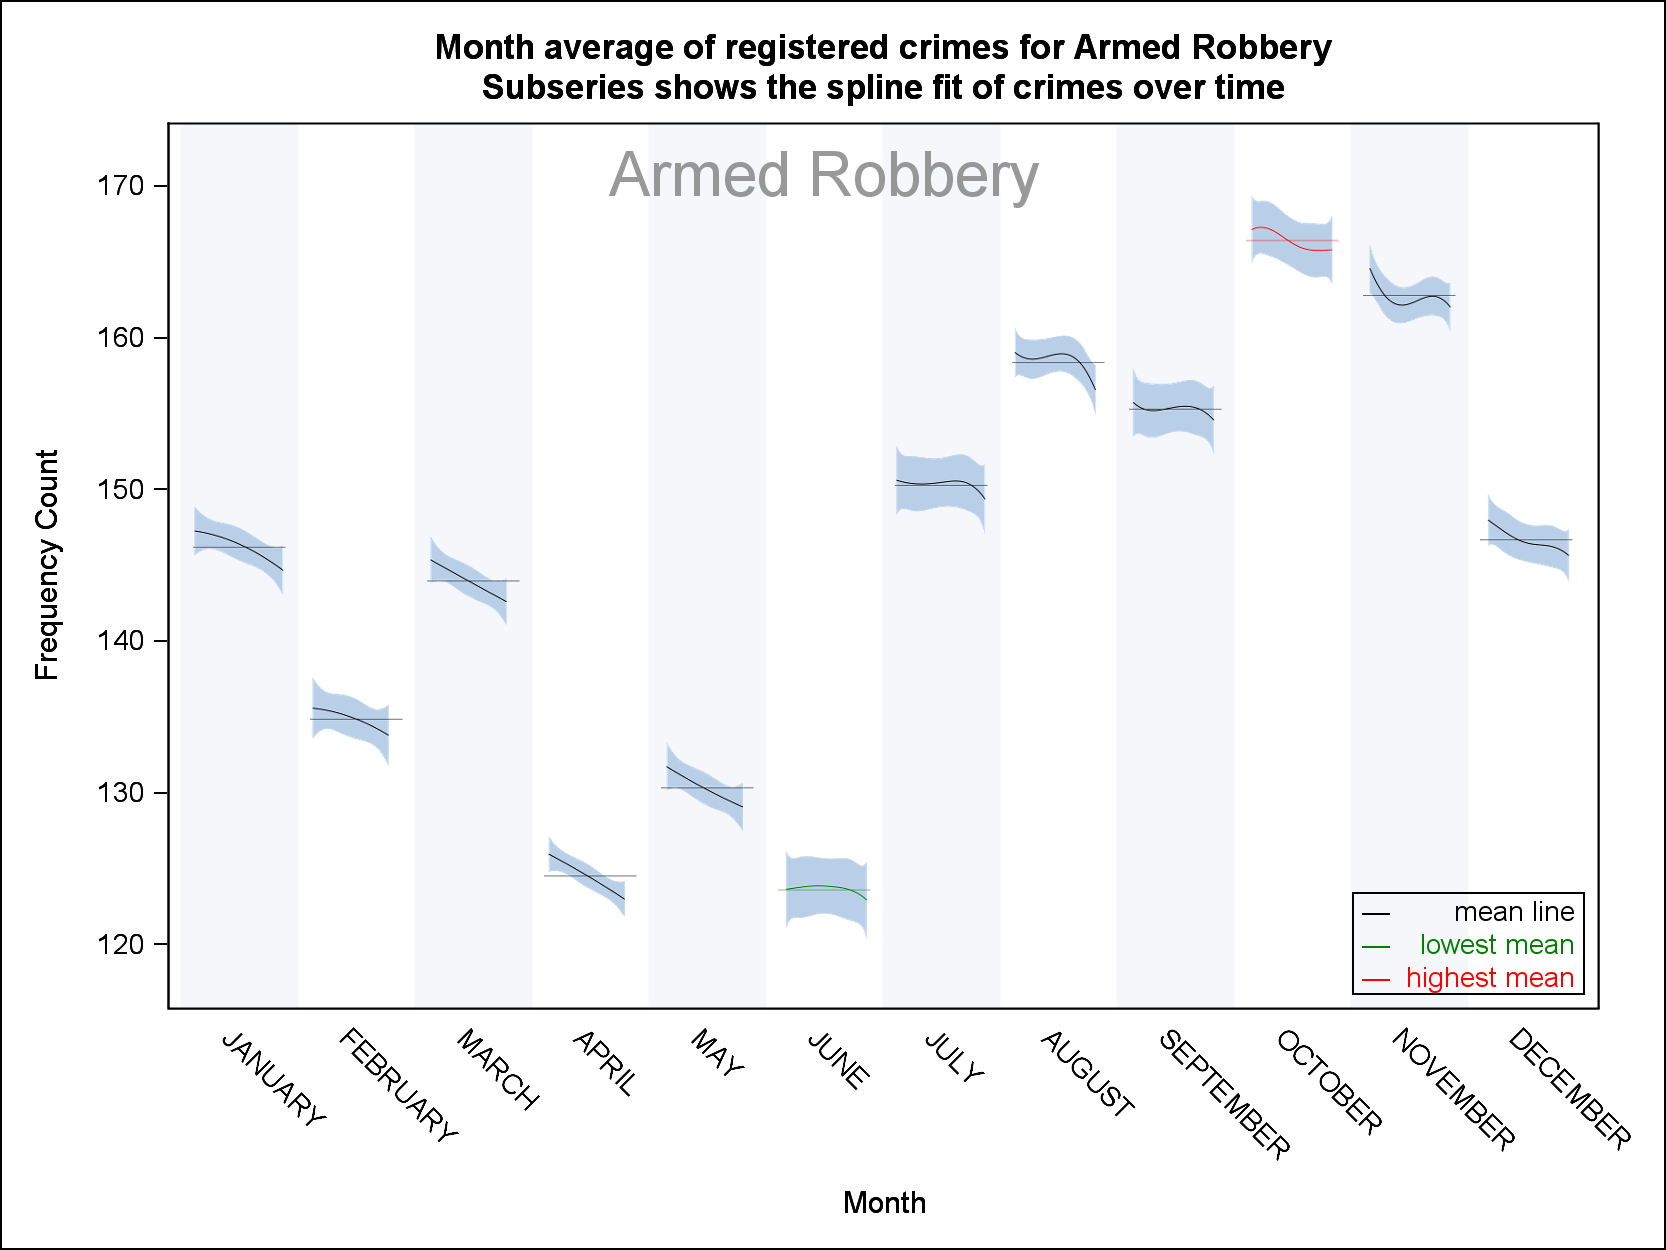 Month average of registered crimes for Armed Robbery
Subseries shows the spline fit of crimes over time
Armed Robbery
Frequency Count
170
160
150
140
130
120
mean line
lowest mean
highest mean
JANUARY
FEBRUARY
MARCH
APRIL
MAY
JUNE
JULY
AUGUST
SEPTEMBER
OCTOBER
NOVEMBER
DECEMBER
Month